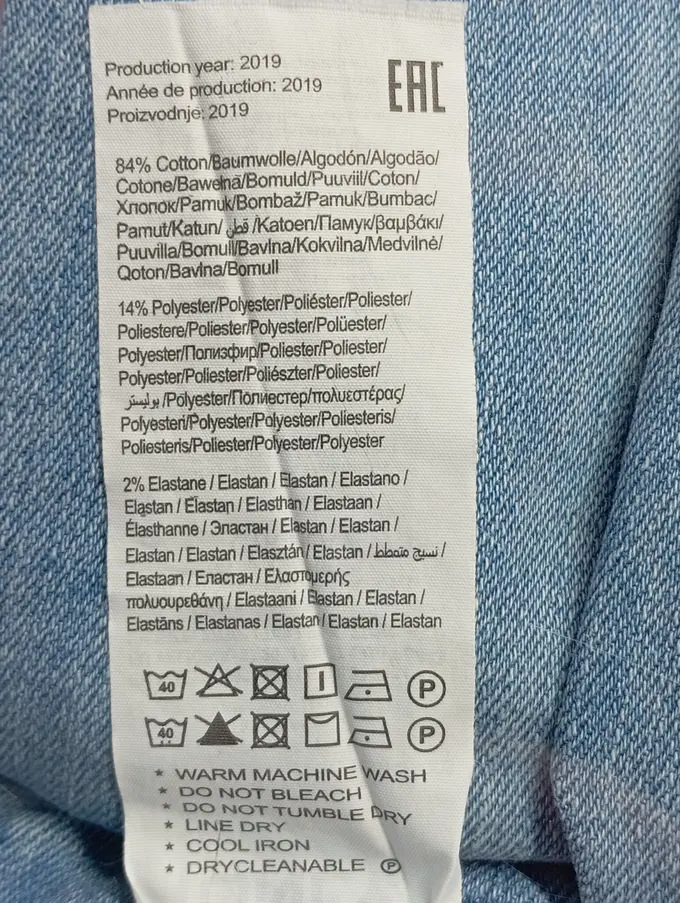 Production year: 2019
Année de production: 2019
Proizvodnje: 2019
EAC
84% Cotton/Baumwolle/Algodón/Algodão/
Cotone/Bawełna/Bomuld/Puuviil/Coton/
Хлопок/Pamuk/Bombaž/Pamuk/Bumbac/
Pamut/Katun/ قطن /Katoen/Памук/βαμβάκι/
Puuvilla/Bomull/Bavlna/Kokvilna/Medvilnė/
Qoton/Bavlna/Bomull
14% Polyester/Polyester/Poliéster/Poliester/
Poliestere/Poliester/Polyester/Polüester/
Polyester/Полизфир/Poliester/Poliester/
Polyester/Poliester/Poliészter/Poliester/
بوليستر /Polyester/Полиестер/πολυεστέρας/
Polyesteri/Polyester/Polyester/Poliesteris/
Poliesteris/Poliester/Polyester/Polyester
2% Elastane / Elastan / Elastan / Elastano /
Elastan / Elastan / Elasthan / Elastaan /
Élasthanne / Эластан / Elastan / Elastan /
Elastan / Elastan / Elasztán / Elastan / نسيج متمطط /
Elastaan / Еластан / Ελαστομερής
πολυουρεθάνη / Elastaani / Elastan / Elastan /
Elastāns / Elastanas / Elastan / Elastan / Elastan
40 P
40 P
* WARM MACHINE WASH
* DO NOT BLEACH
* DO NOT TUMBLE DRY
* LINE DRY
* COOL IRON
* DRYCLEANABLE Ⓟ